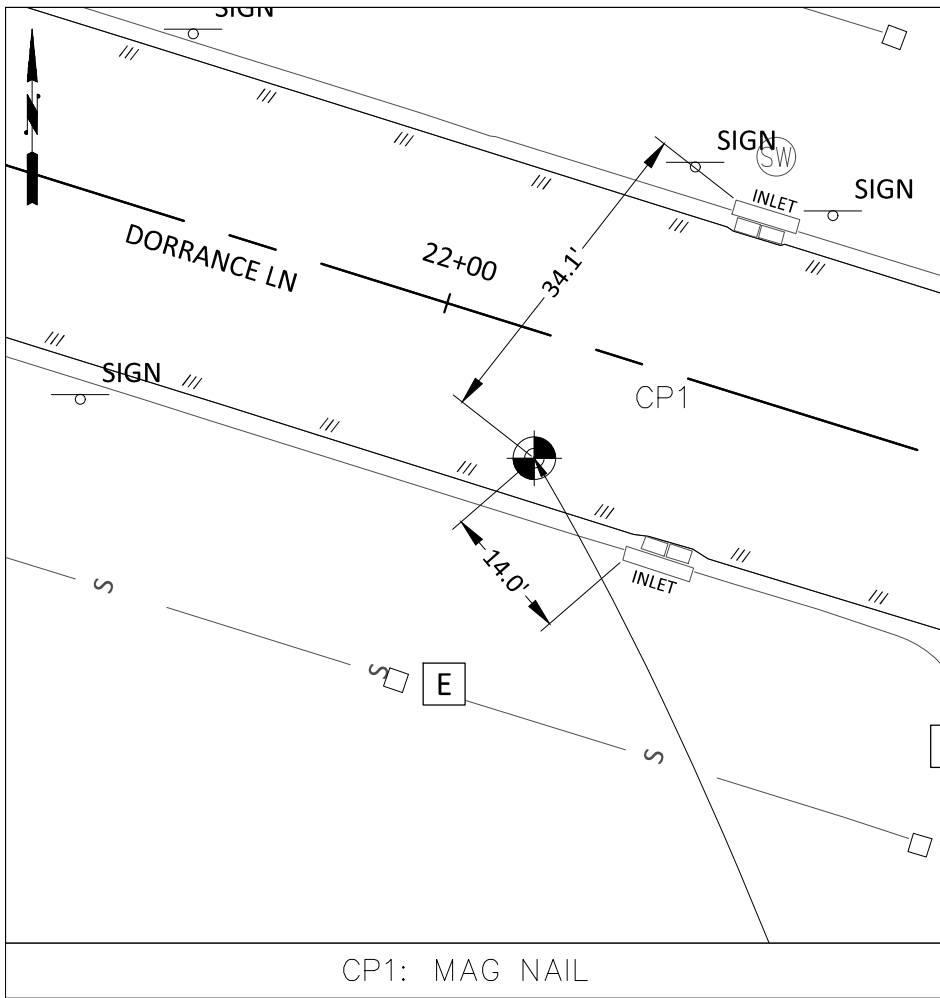 SIGN
N
SIGN
SW
INLET
SIGN
DORRANCE LN
22+00
34.1'
SIGN
CP1
14.0'
INLET
S
S
E
S
CP1: MAG NAIL